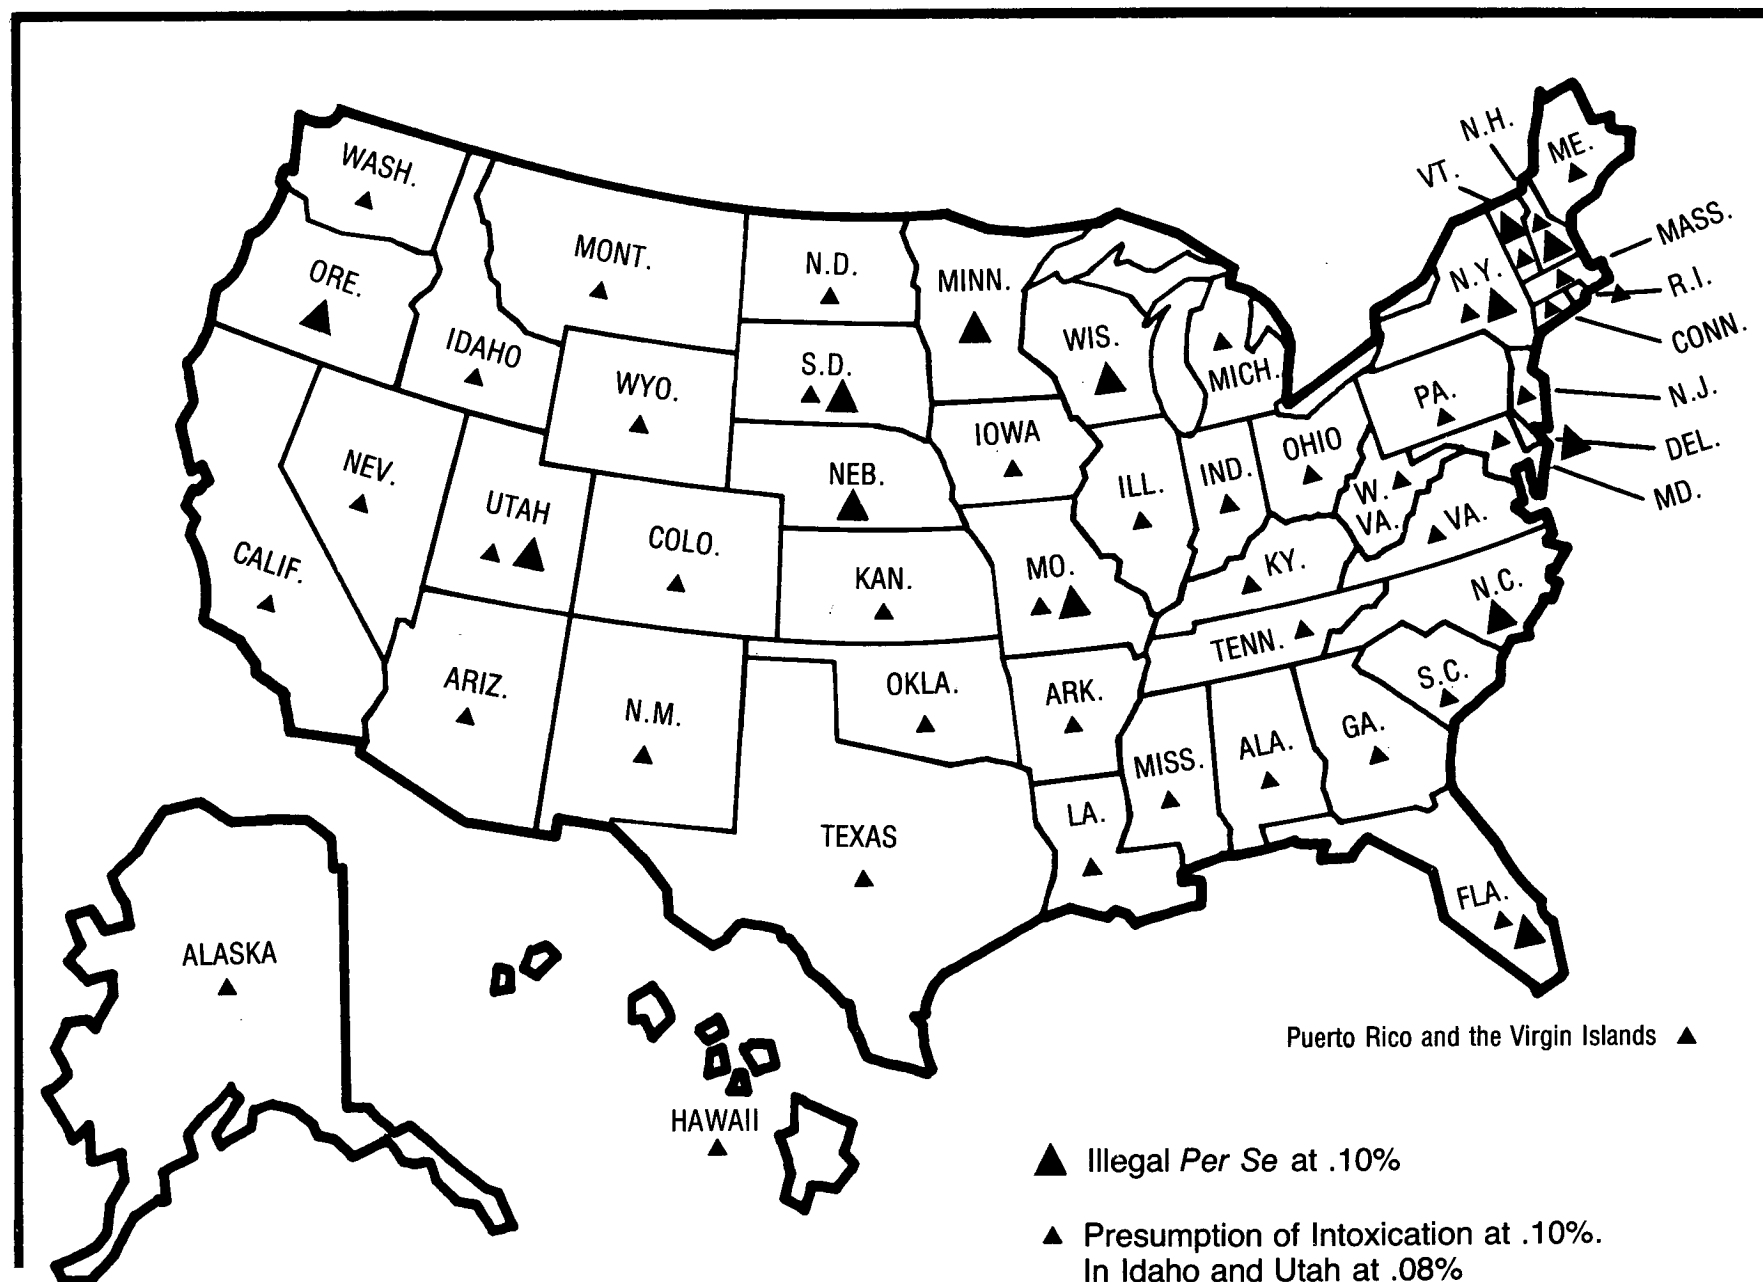 N.H.
ME.
VT.
WASH.
MASS.
MONT.
N.D.
MINN.
N.Y.
ORE.
R.I.
IDAHO
WIS.
CONN.
S.D.
MICH.
WYO.
PA.
N.J.
IOWA
OHIO
DEL.
NEV.
NEB.
ILL.
IND.
W.
VA.
MD.
UTAH
VA.
COLO.
CALIF.
KAN.
MO.
KY.
N.C.
TENN.
ARIZ.
OKLA.
ARK.
S.C.
N.M.
MISS.
ALA.
GA.
LA.
TEXAS
FLA.
ALASKA
Puerto Rico and the Virgin Islands
HAWAII
Illegal Per Se at .10%
Presumption of Intoxication at .10%.
In Idaho and Utah at .08%